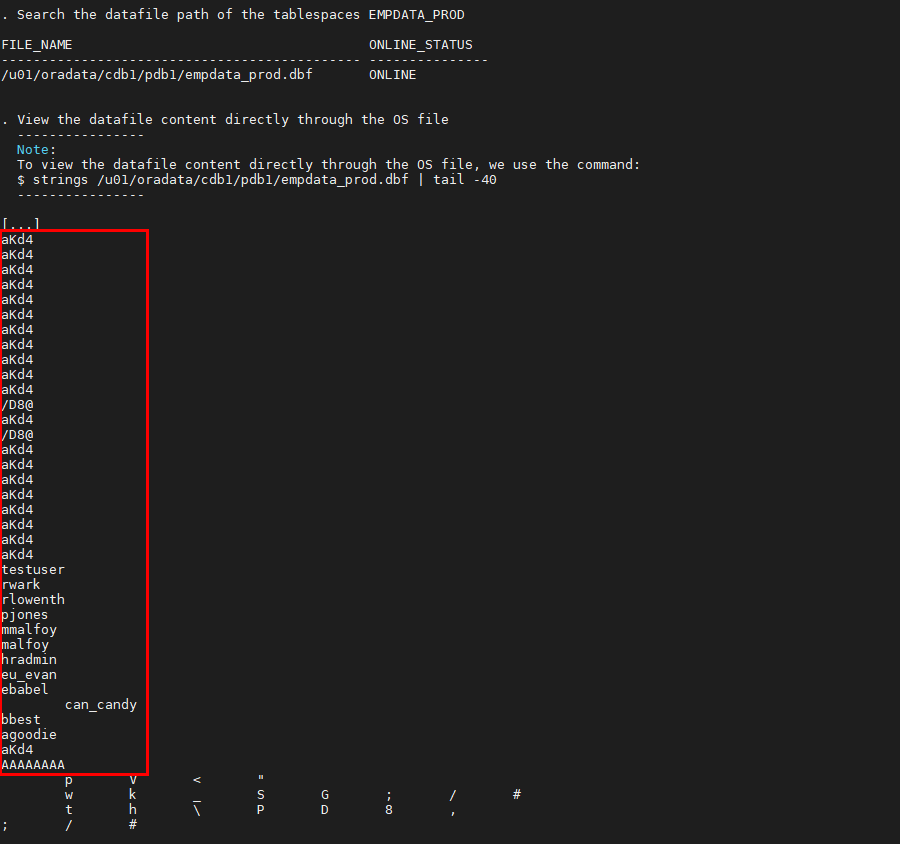 . Search the datafile path of the tablespaces EMPDATA_PROD
FILE_NAME ONLINE_STATUS
---------------------------------------------- ---------------
/u01/oradata/cdb1/pdb1/empdata_prod.dbf ONLINE
. View the datafile content directly through the OS file
----------------
Note:
To view the datafile content directly through the OS file, we use the command:
$ strings /u01/oradata/cdb1/pdb1/empdata_prod.dbf | tail -40
----------------
[...]
aKd4
aKd4
aKd4
aKd4
aKd4
aKd4
aKd4
aKd4
aKd4
aKd4
aKd4
/D8@
aKd4
/D8@
aKd4
aKd4
aKd4
aKd4
aKd4
aKd4
aKd4
aKd4
testuser
rwark
rlowenth
pjones
mmalfoy
malfoy
hradmin
eu_evan
ebabel
can_candy
bbest
agoodie
aKd4
AAAAAAAA
p V < "
w k _ S G ; / #
t h \ P D 8 ,
; / #